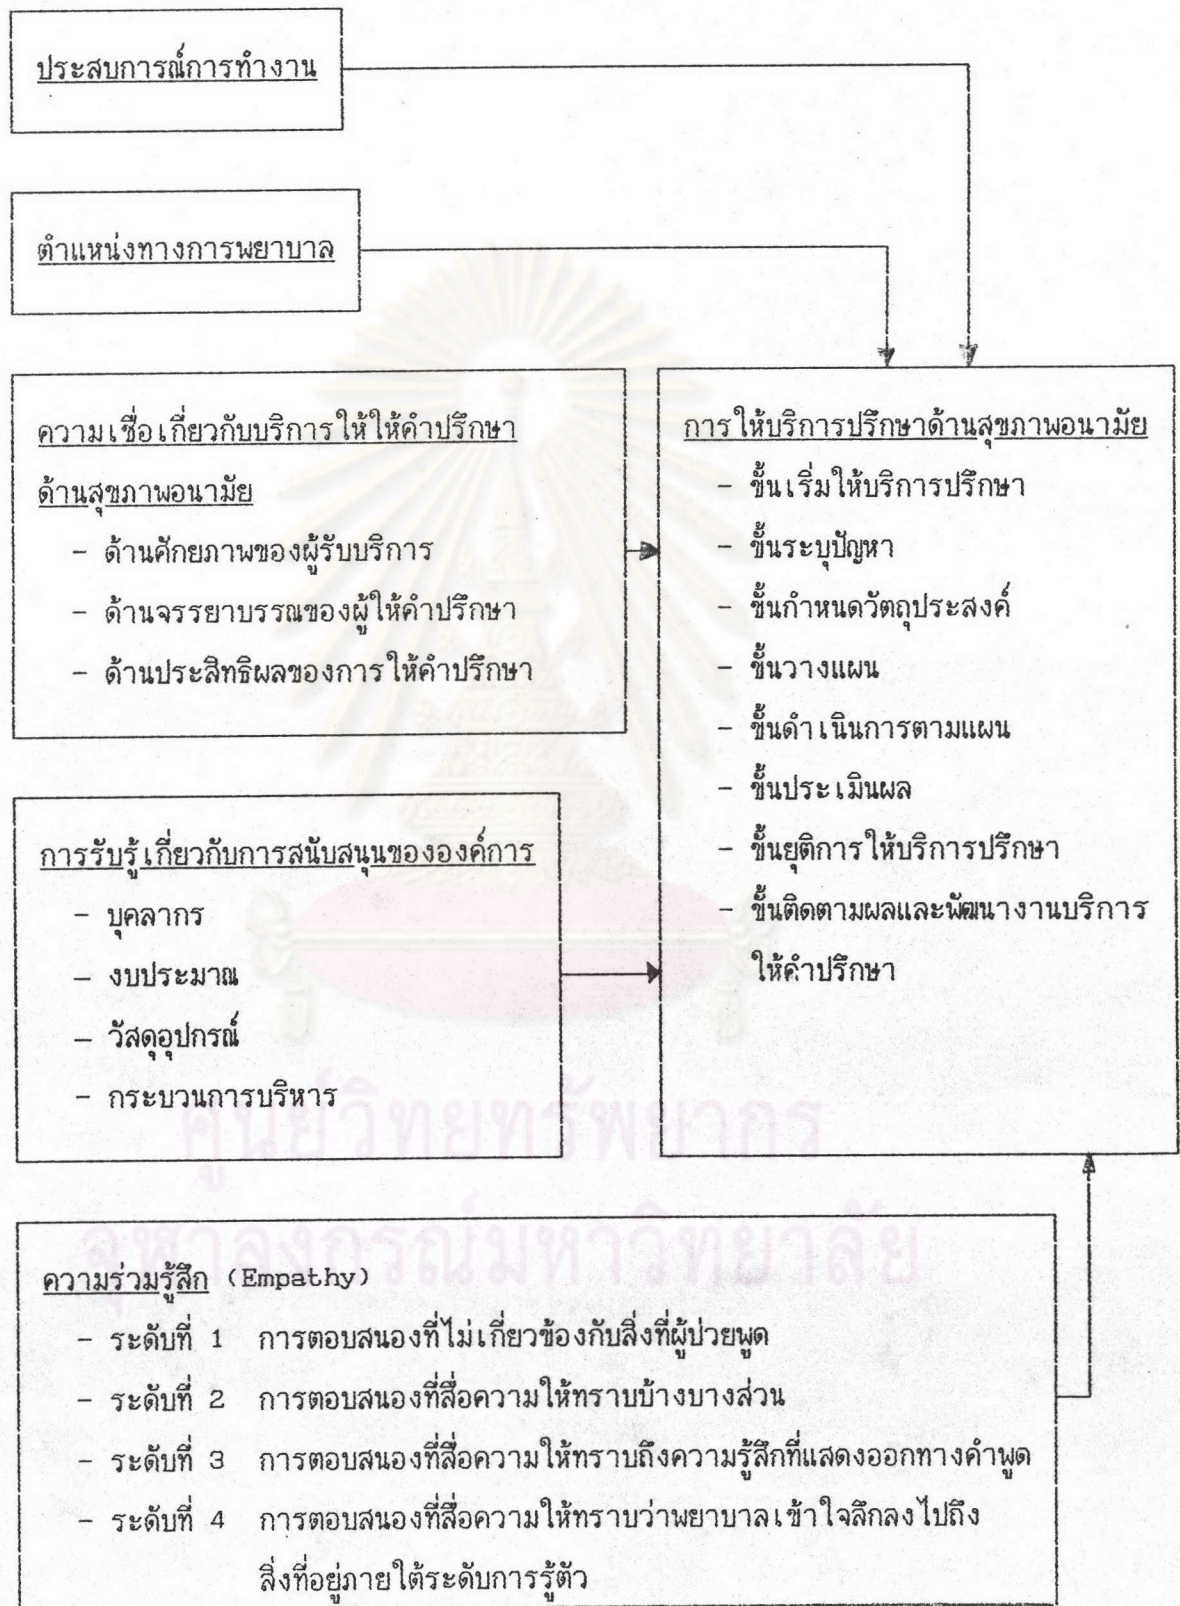 ประสบการณ์การทำงาน
ตำแหน่งทางการพยาบาล
ความเชื่อเกี่ยวกับบริการให้ให้คำปรึกษา
ด้านสุขภาพอนามัย
- ด้านศักยภาพของผู้รับบริการ
- ด้านจรรยาบรรณของผู้ให้คำปรึกษา
- ด้านประสิทธิผลของการให้คำปรึกษา
การรับรู้เกี่ยวกับการสนับสนุนขององค์การ
- บุคลากร
- งบประมาณ
- วัสดุอุปกรณ์
- กระบวนการบริหาร
การให้บริการปรึกษาด้านสุขภาพอนามัย
- ขั้นเริ่มให้บริการปรึกษา
- ขั้นระบุปัญหา
- ขั้นกำหนดวัตถุประสงค์
- ขั้นวางแผน
- ขั้นดำเนินการตามแผน
- ขั้นประเมินผล
- ขั้นยุติการให้บริการปรึกษา
- ขั้นติดตามผลและพัฒนางานบริการ
ให้คำปรึกษา
ศูนย์วิทยทรัพยากร
จุฬาลงกรณ์มหาวิทยาลัย
ความร่วมรู้สึก (Empathy)
- ระดับที่ 1 การตอบสนองที่ไม่เกี่ยวข้องกับสิ่งที่ผู้ป่วยพูด
- ระดับที่ 2 การตอบสนองที่สื่อความให้ทราบบ้างบางส่วน
- ระดับที่ 3 การตอบสนองที่สื่อความให้ทราบถึงความรู้สึกที่แสดงออกทางคำพูด
- ระดับที่ 4 การตอบสนองที่สื่อความให้ทราบว่าพยาบาลเข้าใจลึกลงไปถึง
สิ่งที่อยู่ภายใต้ระดับการรู้ตัว